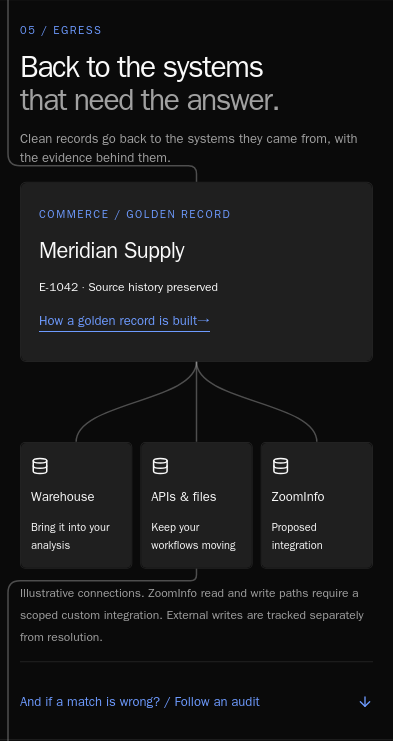 05 / EGRESS
Back to the systems
that need the answer.
Clean records go back to the systems they came from, with
the evidence behind them.
COMMERCE / GOLDEN RECORD
Meridian Supply
E-1042 · Source history preserved
How a golden record is built→
Warehouse
Bring it into your
analysis
APIs & files
Keep your
workflows moving
ZoomInfo
Proposed
integration
Illustrative connections. ZoomInfo read and write paths require a
scoped custom integration. External writes are tracked separately
from resolution.
And if a match is wrong? / Follow an audit ↓